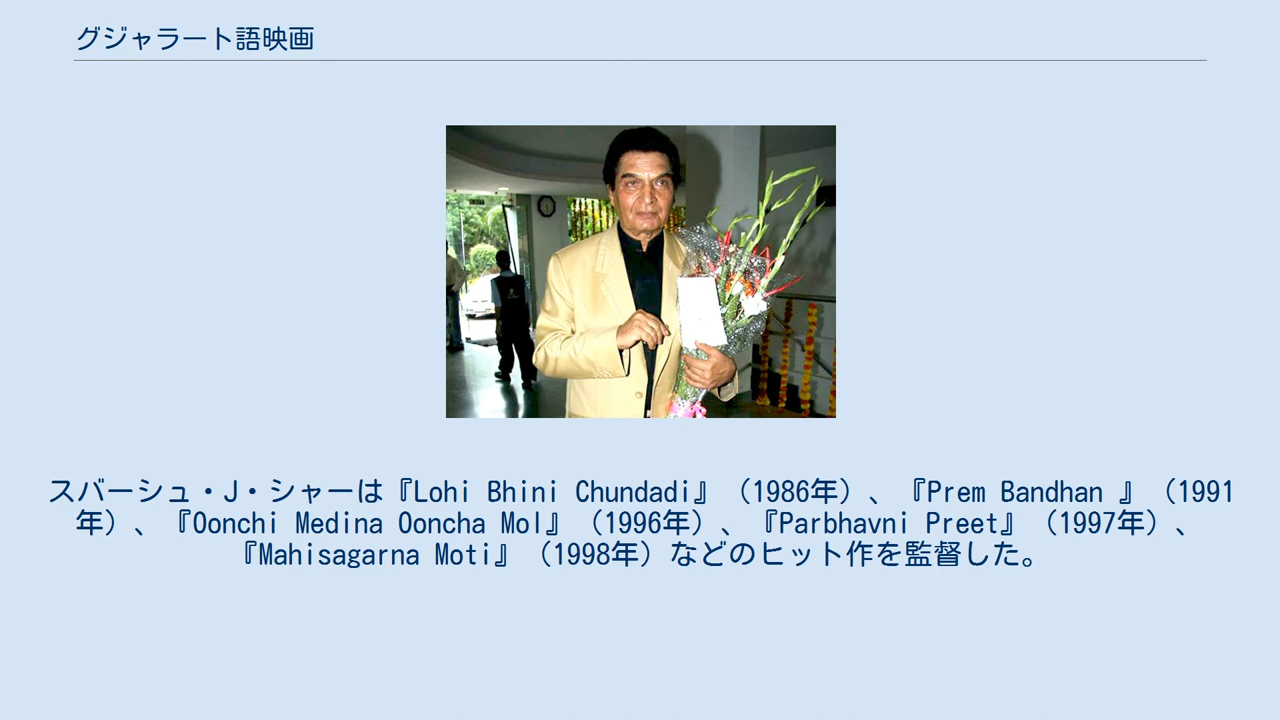 グジャラート語映画
スバーシュ・J・シャーは『Lohi Bhini Chundadi』（1986年）、『Prem Bandhan 』（1991
年）、『Oonchi Medina Ooncha Mol』（1996年）、『Parbhavni Preet』（1997年）、
『Mahisagarna Moti』（1998年）などのヒット作を監督した。